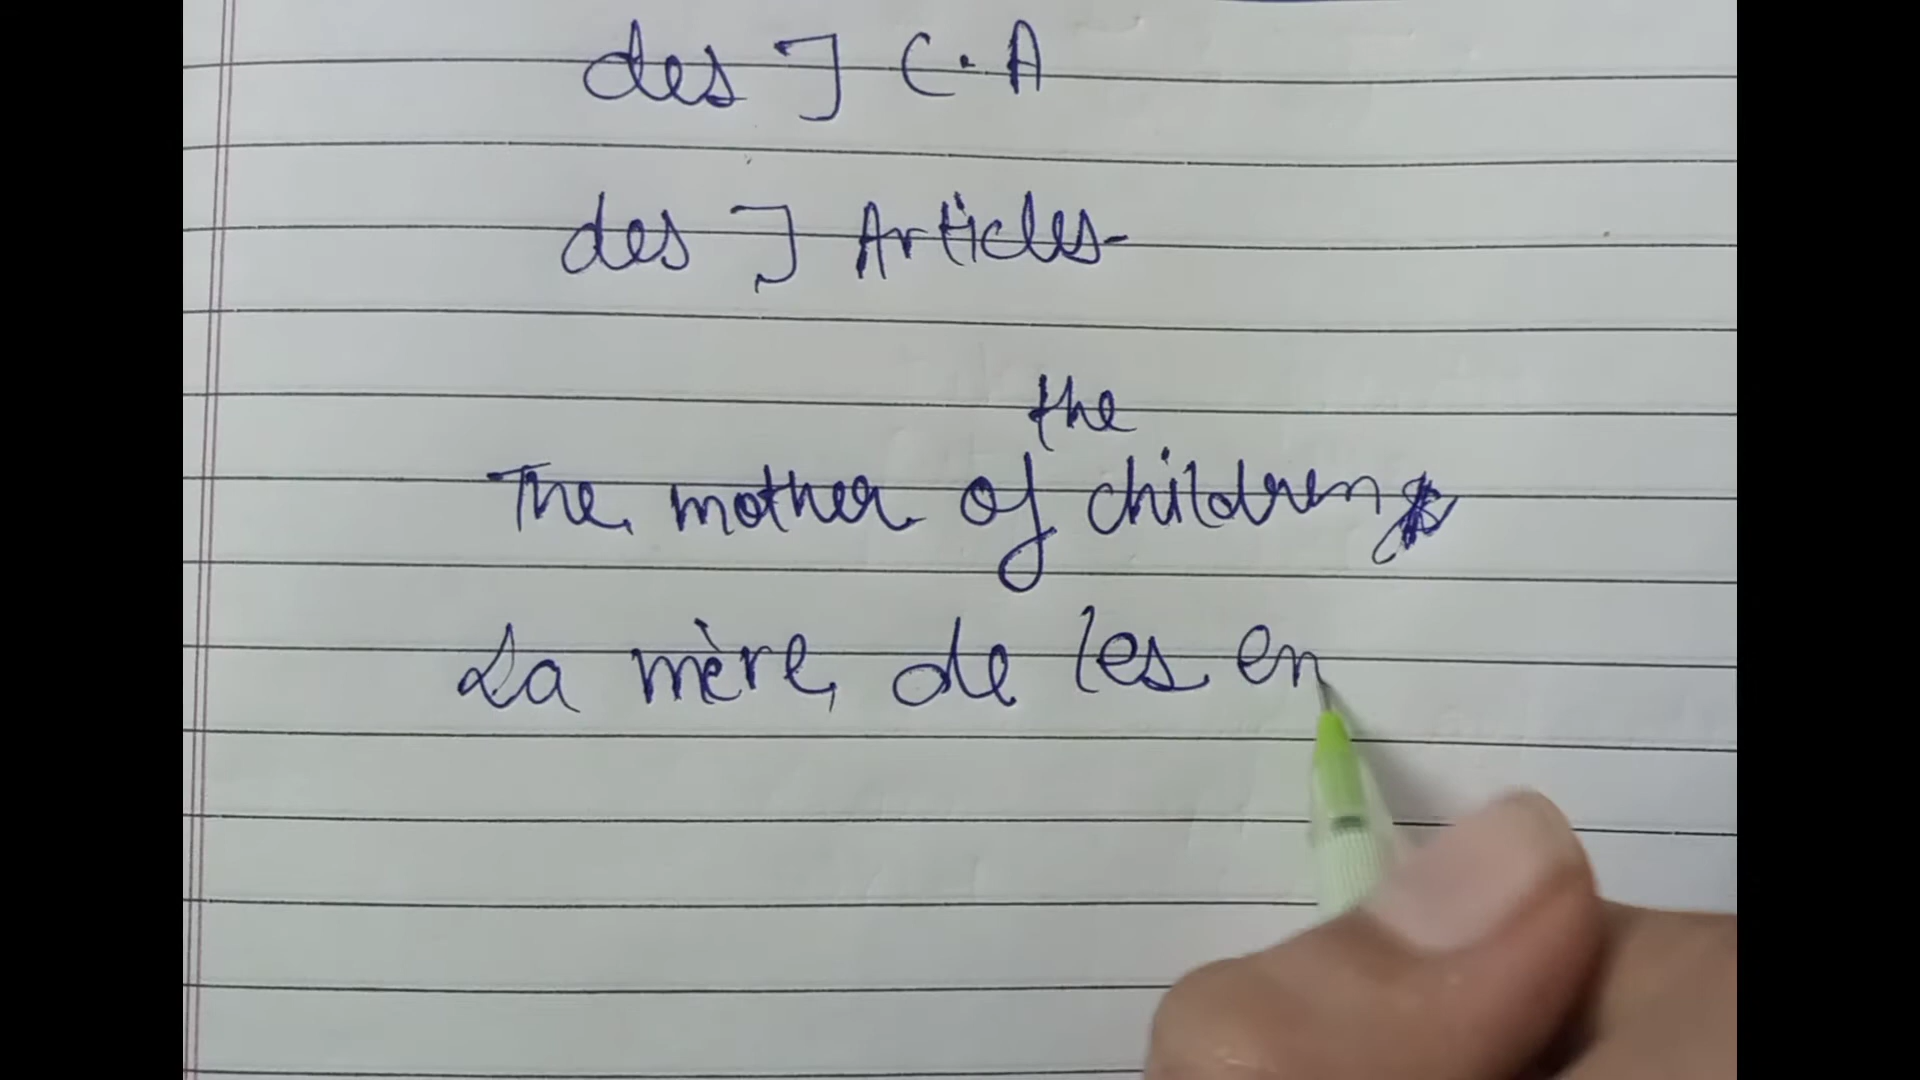 des ] C.A
des ] Articles-
the
The mother of children
La mère de les en